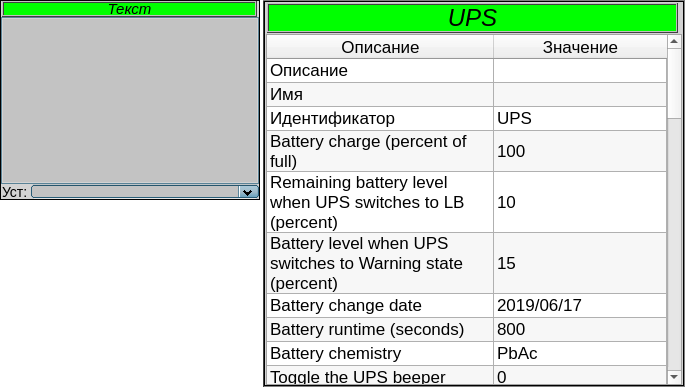 Текст
Уст:
UPS
Описание Значение
Описание
Имя
Идентификатор UPS
Battery charge (percent of
full) 100
Remaining battery level
when UPS switches to LB
(percent) 10
Battery level when UPS
switches to Warning state
(percent) 15
Battery change date 2019/06/17
Battery runtime (seconds) 800
Battery chemistry PbAc
Toggle the UPS beeper 0